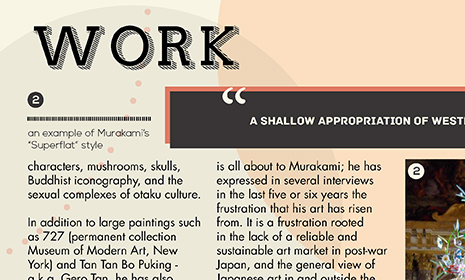 WORK
2
an example of Murakami's
"Superflat" style
“
A SHALLOW APPROPRIATION OF
characters, mushrooms, skulls,
Buddhist iconography, and the
sexual complexes of otaku culture.
In addition to large paintings such
as 727 (permanent collection
Museum of Modern Art, New
York) and Tan Tan Bo Puking -
a.k.a. Gero Tan, he has also
is all about to Murakami; he has
expressed in several interviews
in the last five or six years the
frustration that his art has risen
from. It is a frustration rooted
in the lack of a reliable and
sustainable art market in post-war
Japan, and the general view of
Japanese art in and outside the
2